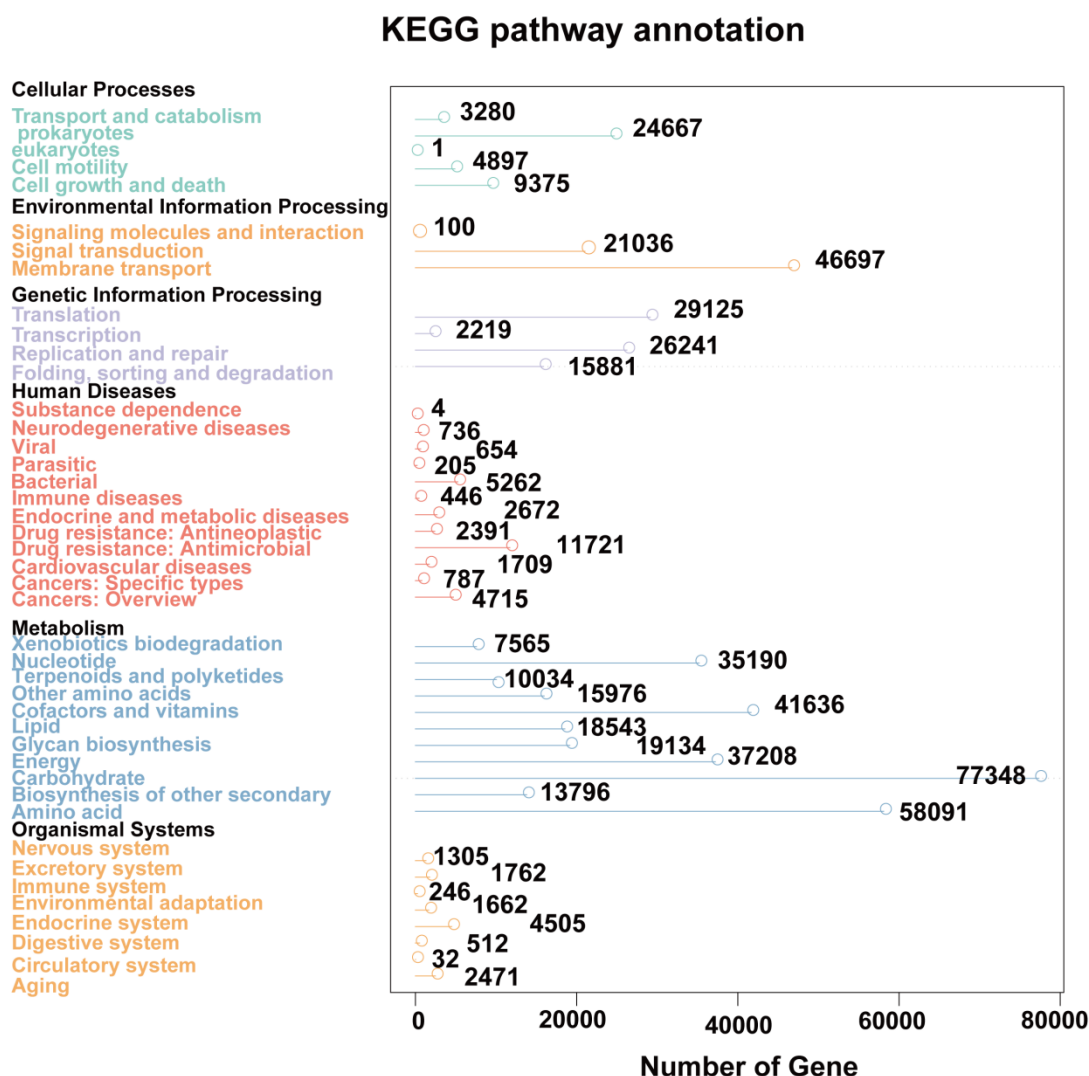 KEGG pathway annotation
Cellular Processes
Transport and catabolism 3280
prokaryotes 24667
eukaryotes 1
Cell motility 4897
Cell growth and death 9375
Environmental Information Processing
Signaling molecules and interaction 100
Signal transduction 21036
Membrane transport 46697
Genetic Information Processing
Translation 29125
Transcription 2219
Replication and repair 26241
Folding, sorting and degradation 15881
Human Diseases
Substance dependence 4
Neurodegenerative diseases 736
Viral 654
Parasitic 205
Bacterial 5262
Immune diseases 446
Endocrine and metabolic diseases 2672
Drug resistance: Antineoplastic 2391
Drug resistance: Antimicrobial 11721
Cardiovascular diseases 1709
Cancers: Specific types 787
Cancers: Overview 4715
Metabolism
Xenobiotics biodegradation 7565
Nucleotide 35190
Terpenoids and polyketides 10034
Other amino acids 15976
Cofactors and vitamins 41636
Lipid 18543
Glycan biosynthesis 19134
Energy 37208
Carbohydrate 77348
Biosynthesis of other secondary 13796
Amino acid 58091
Organismal Systems
Nervous system 1305
Excretory system 1762
Immune system 246
Environmental adaptation 1662
Endocrine system 4505
Digestive system 512
Circulatory system 32
Aging 2471
0 20000 40000 60000 80000
Number of Gene